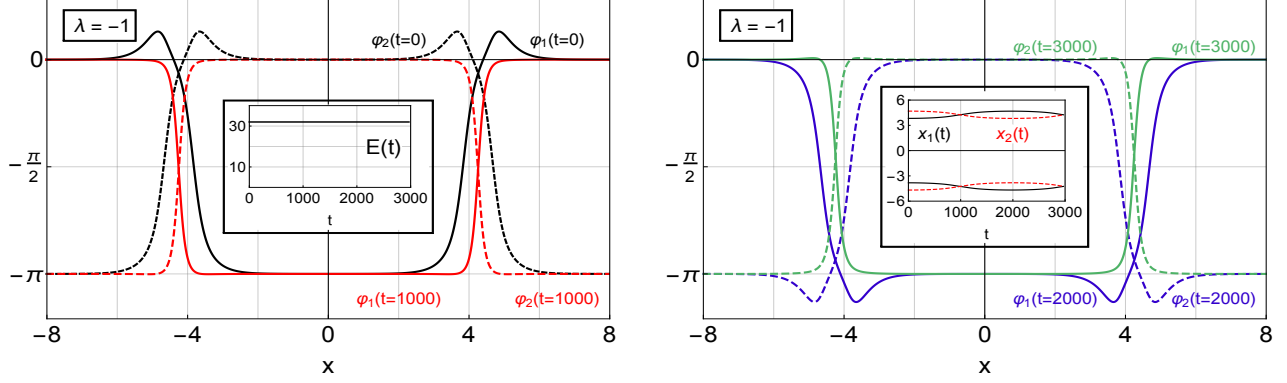 λ = −1
φ₂(t=0)
φ₁(t=0)
0
−π/2
−π
30
10
E(t)
0 1000 2000 3000
t
φ₁(t=1000)
φ₂(t=1000)
-8 -4 0 4 8
x
λ = −1
φ₂(t=3000)
φ₁(t=3000)
0
−π/2
−π
6
3
0
-3
-6
x₁(t)
x₂(t)
0 1000 2000 3000
t
φ₁(t=2000)
φ₂(t=2000)
-8 -4 0 4 8
x